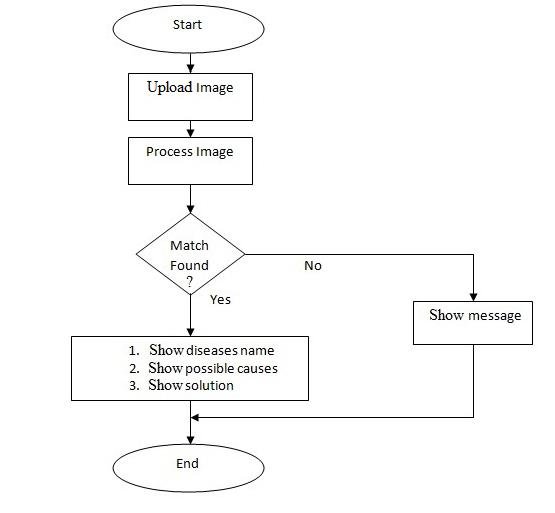 Start
Upload Image
Process Image
Match
Found
?
No
Yes
Show message
1. Show diseases name
2. Show possible causes
3. Show solution
End